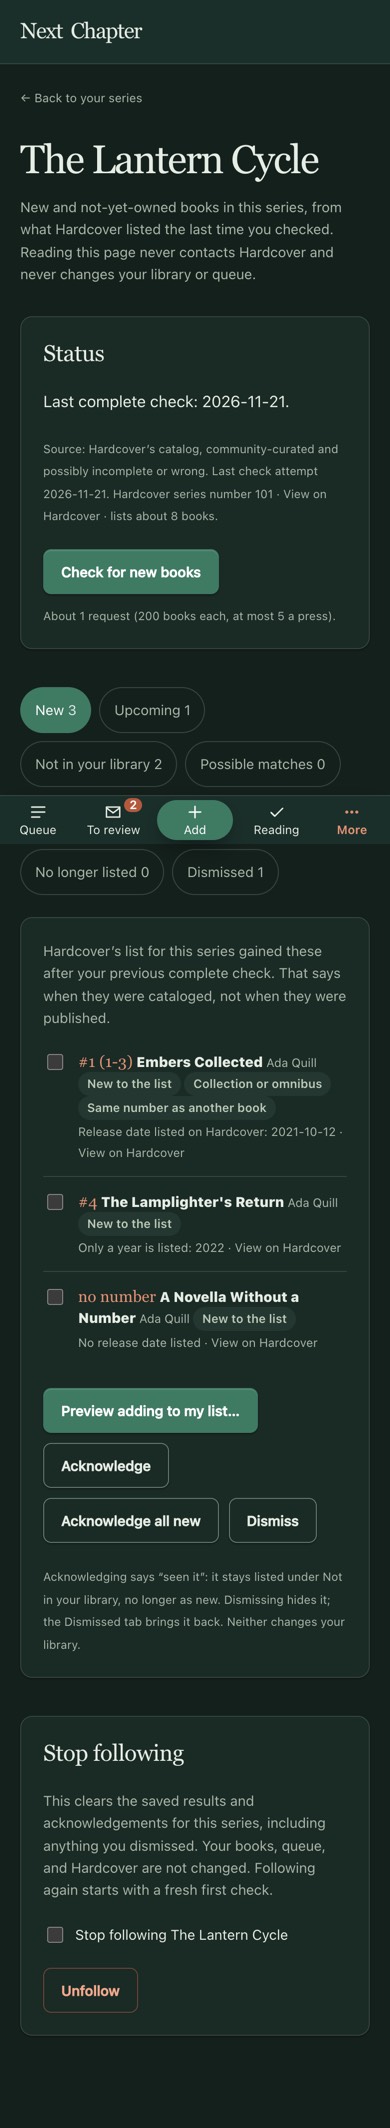 Next Chapter
← Back to your series
The Lantern Cycle
New and not-yet-owned books in this series, from
what Hardcover listed the last time you checked.
Reading this page never contacts Hardcover and
never changes your library or queue.
Status
Last complete check: 2026-11-21.
Source: Hardcover’s catalog, community-curated and
possibly incomplete or wrong. Last check attempt
2026-11-21. Hardcover series number 101 · View on
Hardcover · lists about 8 books.
Check for new books
About 1 request (200 books each, at most 5 a press).
New 3
Upcoming 1
Not in your library 2
Possible matches 0
2
Queue
To review
Add
Reading
More
No longer listed 0
Dismissed 1
Hardcover’s list for this series gained these
after your previous complete check. That says
when they were cataloged, not when they were
published.
#1 (1-3) Embers Collected Ada Quill
New to the list Collection or omnibus
Same number as another book
Release date listed on Hardcover: 2021-10-12 ·
View on Hardcover
#4 The Lamplighter's Return Ada Quill
New to the list
Only a year is listed: 2022 · View on Hardcover
no number A Novella Without a
Number Ada Quill New to the list
No release date listed · View on Hardcover
Preview adding to my list…
Acknowledge
Acknowledge all new
Dismiss
Acknowledging says “seen it”: it stays listed under Not
in your library, no longer as new. Dismissing hides it;
the Dismissed tab brings it back. Neither changes your
library.
Stop following
This clears the saved results and
acknowledgements for this series, including
anything you dismissed. Your books, queue,
and Hardcover are not changed. Following
again starts with a fresh first check.
Stop following The Lantern Cycle
Unfollow